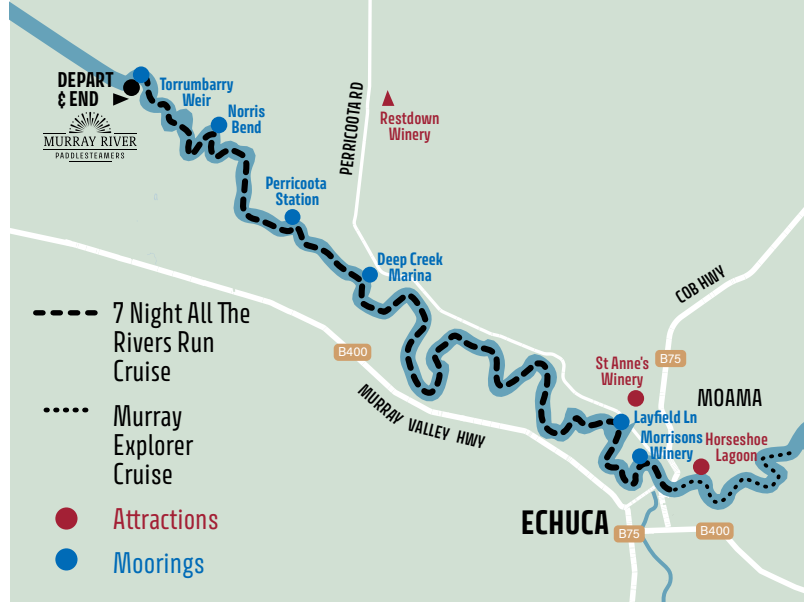 DEPART
& END
MURRAY RIVER
PADDLESTEAMERS
Torrumbarry
Weir
Norris
Bend
PERRICOOTA RD
Restdown
Winery
Perricoota
Station
Deep Creek
Marina
COB HWY
7 Night All The
Rivers Run
Cruise
Murray
Explorer
Cruise
Attractions
Moorings
B400
MURRAY VALLEY HWY
St Anne's
Winery
B75
MOAMA
Layfield Ln
Morrisons
Winery
Horseshoe
Lagoon
ECHUCA
B75
B400